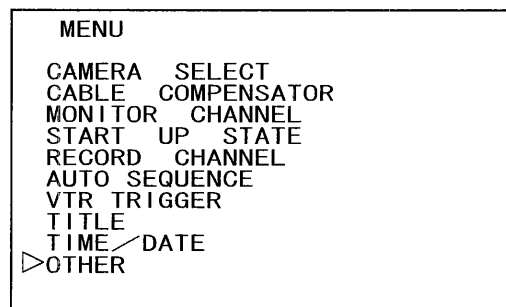 MENU
CAMERA SELECT
CABLE COMPENSATOR
MONITOR CHANNEL
START UP STATE
RECORD CHANNEL
AUTO SEQUENCE
VTR TRIGGER
TITLE
TIME/DATE
▷OTHER